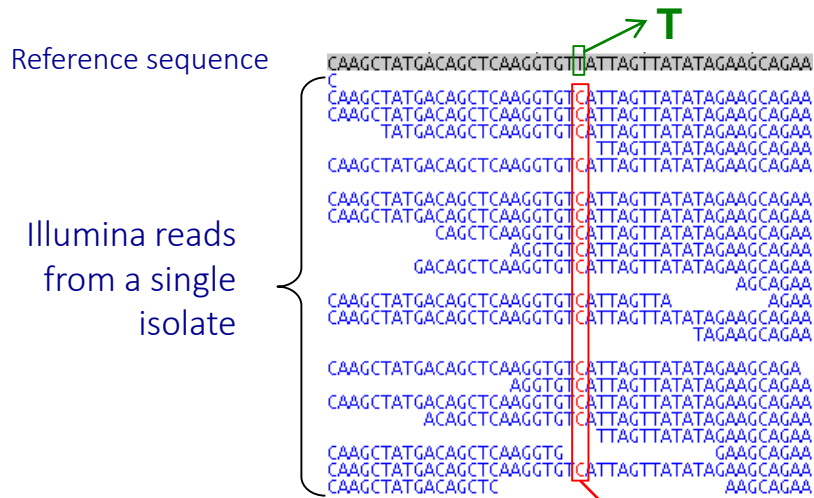 T
Reference sequence
CAAGCTATGACAGCTCAAGGTGTTATTAGTTATATAGAAGCAGAA
C
CAAGCTATGACAGCTCAAGGTGTCATTAGTTATATAGAAGCAGAA
CAAGCTATGACAGCTCAAGGTGTCATTAGTTATATAGAAGCAGAA
TATGACAGCTCAAGGTGTCATTAGTTATATAGAAGCAGAA
TTAGTTATATAGAAGCAGAA
CAAGCTATGACAGCTCAAGGTGTCATTAGTTATATAGAAGCAGAA
CAAGCTATGACAGCTCAAGGTGTCATTAGTTATATAGAAGCAGAA
CAAGCTATGACAGCTCAAGGTGTCATTAGTTATATAGAAGCAGAA
CAGCTCAAGGTGTCATTAGTTATATAGAAGCAGAA
AGGTGTCATTAGTTATATAGAAGCAGAA
GACAGCTCAAGGTGTCATTAGTTATATAGAAGCAGAA
AGCAGAA
CAAGCTATGACAGCTCAAGGTGTCATTAGTTA AGAA
CAAGCTATGACAGCTCAAGGTGTCATTAGTTATATAGAAGCAGAA
TAGAAGCAGAA
CAAGCTATGACAGCTCAAGGTGTCATTAGTTATATAGAAGCAGA
AGGTGTCATTAGTTATATAGAAGCAGAA
CAAGCTATGACAGCTCAAGGTGTCATTAGTTATATAGAAGCAGAA
ACAGCTCAAGGTGTCATTAGTTATATAGAAGCAGAA
TTAGTTATATAGAAGCAGAA
CAAGCTATGACAGCTCAAGGTG GAAGCAGAA
CAAGCTATGACAGCTCAAGGTGTCATTAGTTATATAGAAGCAGAA
CAAGCTATGACAGCTC AAGCAGAA
Illumina reads
from a single
isolate